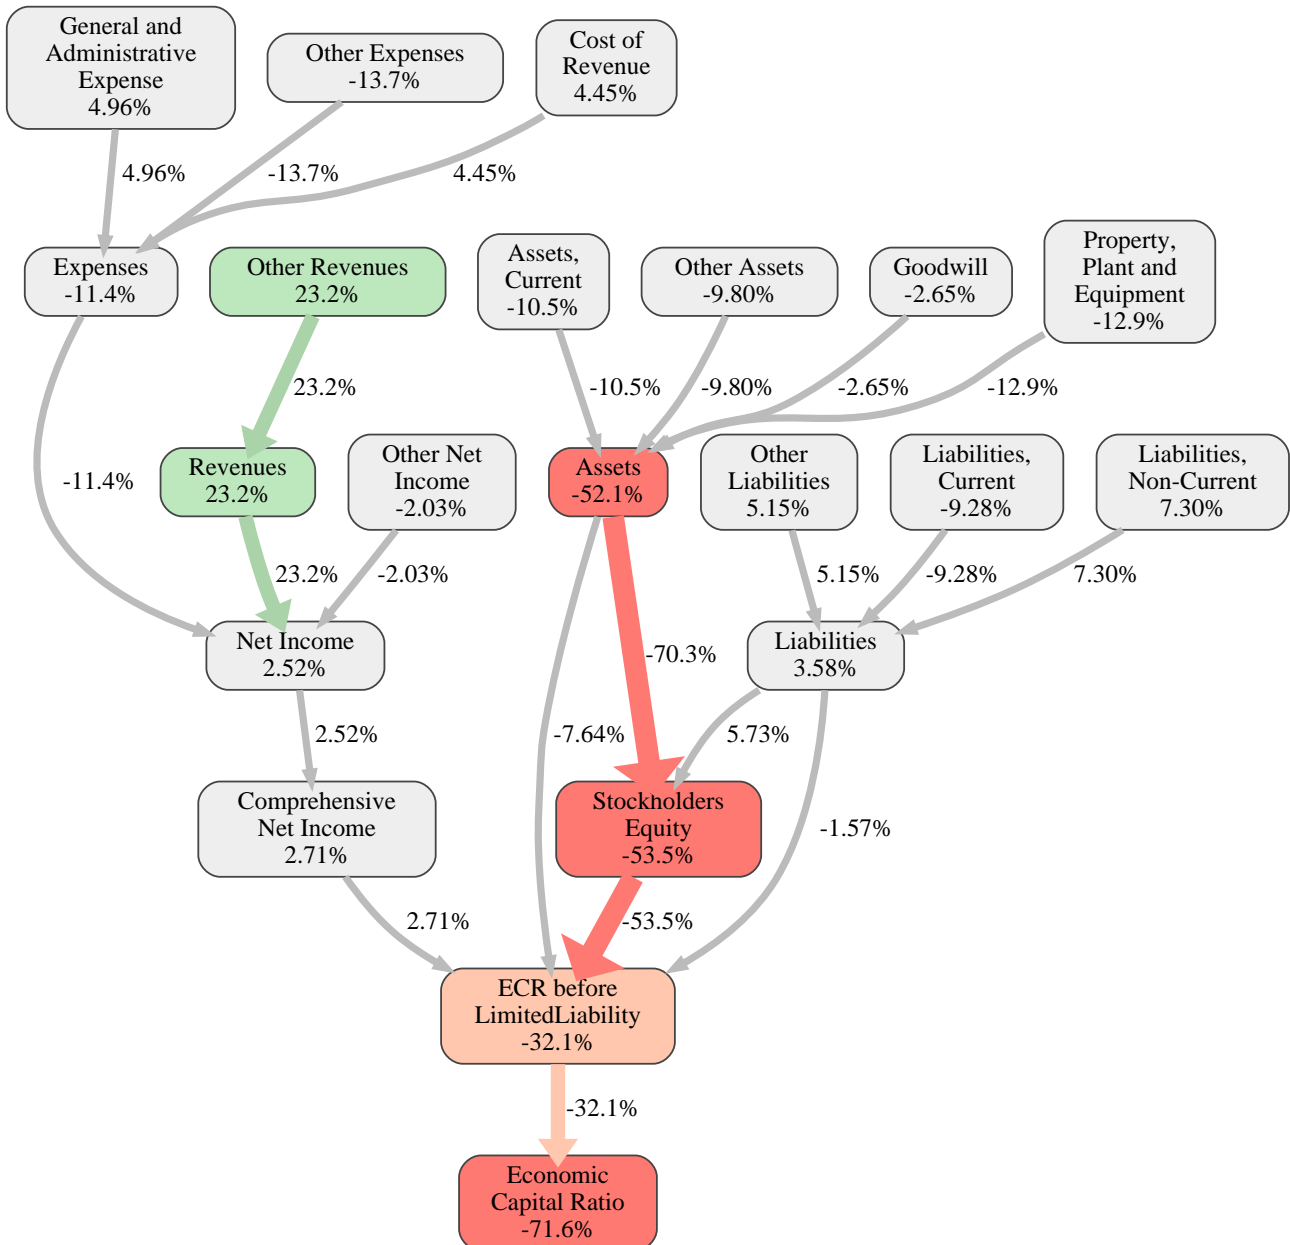 General and
Administrative
Expense
4.96%
Other Expenses
-13.7%
Cost of
Revenue
4.45%
4.96%
-13.7%
4.45%
Expenses
-11.4%
Other Revenues
23.2%
Assets,
Current
-10.5%
Other Assets
-9.80%
Goodwill
-2.65%
Property,
Plant and
Equipment
-12.9%
23.2%
-10.5%
-9.80%
-2.65%
-12.9%
-11.4%
Revenues
23.2%
Other Net
Income
-2.03%
Assets
-52.1%
Other
Liabilities
5.15%
Liabilities,
Current
-9.28%
Liabilities,
Non-Current
7.30%
23.2%
-2.03%
5.15%
-9.28%
7.30%
Net Income
2.52%
-70.3%
Liabilities
3.58%
2.52%
-7.64%
5.73%
Comprehensive
Net Income
2.71%
Stockholders
Equity
-53.5%
-1.57%
2.71%
-53.5%
ECR before
LimitedLiability
-32.1%
-32.1%
Economic
Capital Ratio
-71.6%